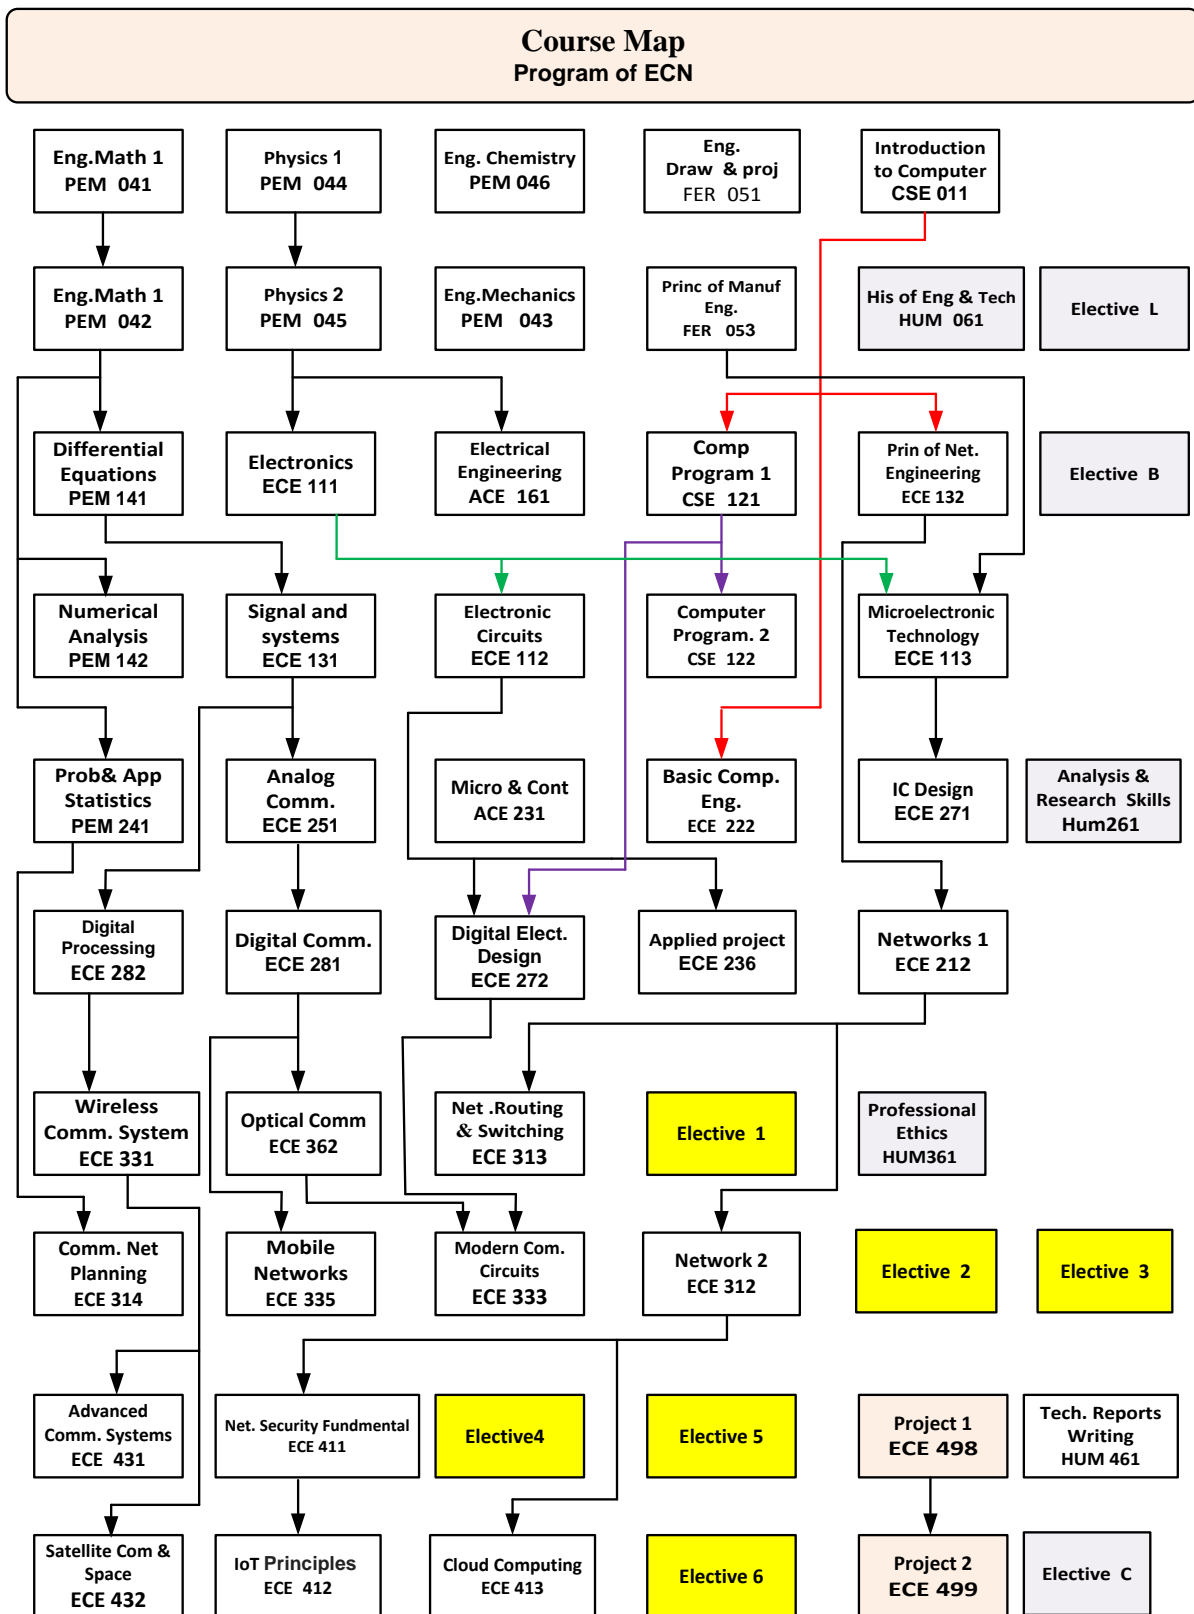 Course Map
Program of ECN
Eng.Math 1
PEM 041
Physics 1
PEM 044
Eng. Chemistry
PEM 046
Eng.
Draw & proj
FER 051
Introduction
to Computer
CSE 011
Eng.Math 1
PEM 042
Physics 2
PEM 045
Eng.Mechanics
PEM 043
Princ of Manuf
Eng.
FER 053
His of Eng & Tech
HUM 061
Elective L
Differential
Equations
PEM 141
Electronics
ECE 111
Electrical
Engineering
ACE 161
Comp
Program 1
CSE 121
Prin of Net.
Engineering
ECE 132
Elective B
Numerical
Analysis
PEM 142
Signal and
systems
ECE 131
Electronic
Circuits
ECE 112
Computer
Program. 2
CSE 122
Microelectronic
Technology
ECE 113
Prob& App
Statistics
PEM 241
Analog
Comm.
ECE 251
Micro & Cont
ACE 231
Basic Comp.
Eng.
ECE 222
IC Design
ECE 271
Analysis &
Research Skills
Hum261
Digital
Processing
ECE 282
Digital Comm.
ECE 281
Digital Elect.
Design
ECE 272
Applied project
ECE 236
Networks 1
ECE 212
Wireless
Comm. System
ECE 331
Optical Comm
ECE 362
Net .Routing
& Switching
ECE 313
Elective 1
Professional
Ethics
HUM361
Comm. Net
Planning
ECE 314
Mobile
Networks
ECE 335
Modern Com.
Circuits
ECE 333
Network 2
ECE 312
Elective 2
Elective 3
Advanced
Comm. Systems
ECE 431
Net. Security Fundmental
ECE 411
Elective4
Elective 5
Project 1
ECE 498
Tech. Reports
Writing
HUM 461
Satellite Com &
Space
ECE 432
IoT Principles
ECE 412
Cloud Computing
ECE 413
Elective 6
Project 2
ECE 499
Elective C